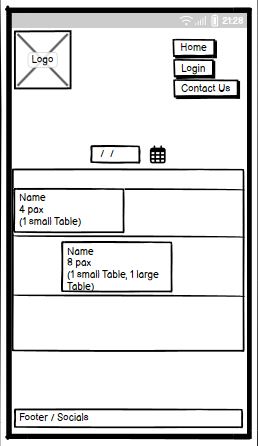 21:28
Logo
Home
Login
Contact Us
/ /
Name
4 pax
(1 small Table)
Name
8 pax
(1 small Table, 1 large
Table)
Footer / Socials